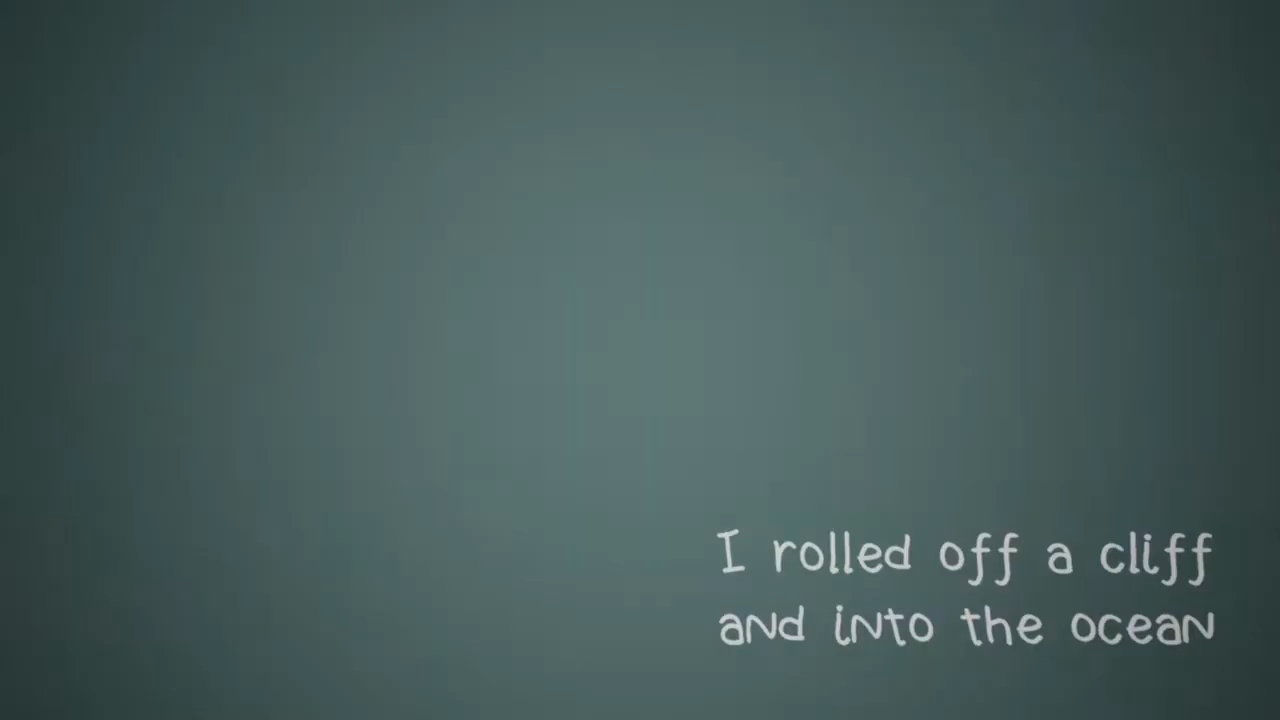 I rolled off a cliff
and into the ocean